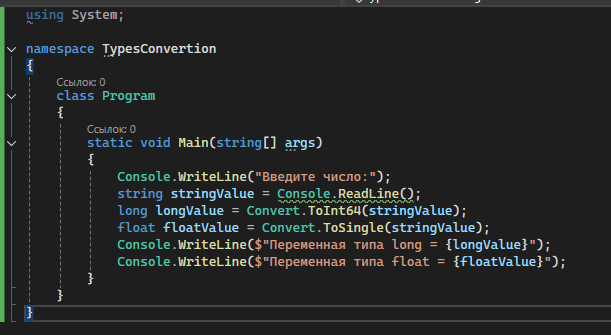 using System;
namespace TypesConvertion
{
Ссылок: 0
class Program
{
Ссылок: 0
static void Main(string[] args)
{
Console.WriteLine("Введите число:");
string stringValue = Console.ReadLine();
long longValue = Convert.ToInt64(stringValue);
float floatValue = Convert.ToSingle(stringValue);
Console.WriteLine($"Переменная типа long = {longValue}");
Console.WriteLine($"Переменная типа float = {floatValue}");
}
}
}